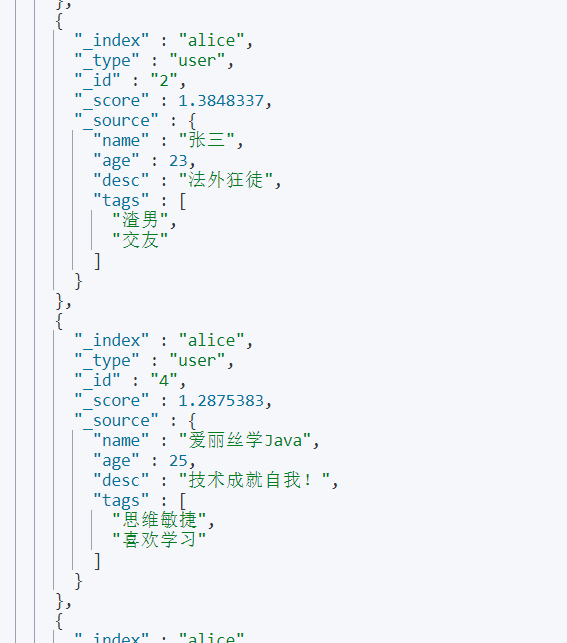 },
{
"_index" : "alice",
"_type" : "user",
"_id" : "2",
"_score" : 1.3848337,
"_source" : {
"name" : "张三",
"age" : 23,
"desc" : "法外狂徒",
"tags" : [
"渣男",
"交友"
]
}
},
{
"_index" : "alice",
"_type" : "user",
"_id" : "4",
"_score" : 1.2875383,
"_source" : {
"name" : "爱丽丝学Java",
"age" : 25,
"desc" : "技术成就自我！",
"tags" : [
"思维敏捷",
"喜欢学习"
]
}
},
{
"_index" : "alice"